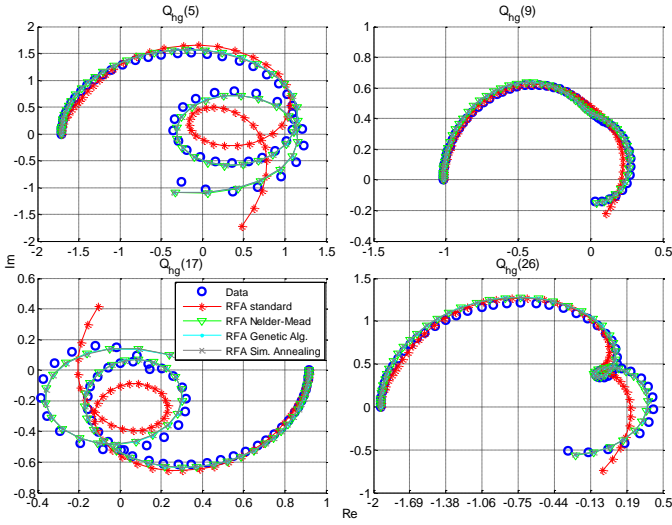 Q_hg(5)
2
1.5
1
0.5
0
-0.5
-1
-1.5
-2
-2 -1.5 -1 -0.5 0 0.5 1 1.5
Q_hg(9)
1
0.8
0.6
0.4
0.2
0
-0.2
-0.4
-1 -0.5 0 0.5
Im
Q_hg(17)
0.6
0.4
0.2
0
-0.2
-0.4
-0.6
-0.8
-0.4 -0.2 0 0.2 0.4 0.6 0.8 1
Data
RFA standard
RFA Nelder-Mead
RFA Genetic Alg.
RFA Sim. Annealing
Q_hg(26)
1.5
1
0.5
0
-0.5
-1
-2 -1.69 -1.38 -1.06 -0.75 -0.44 -0.13 0.19 0.5
Re